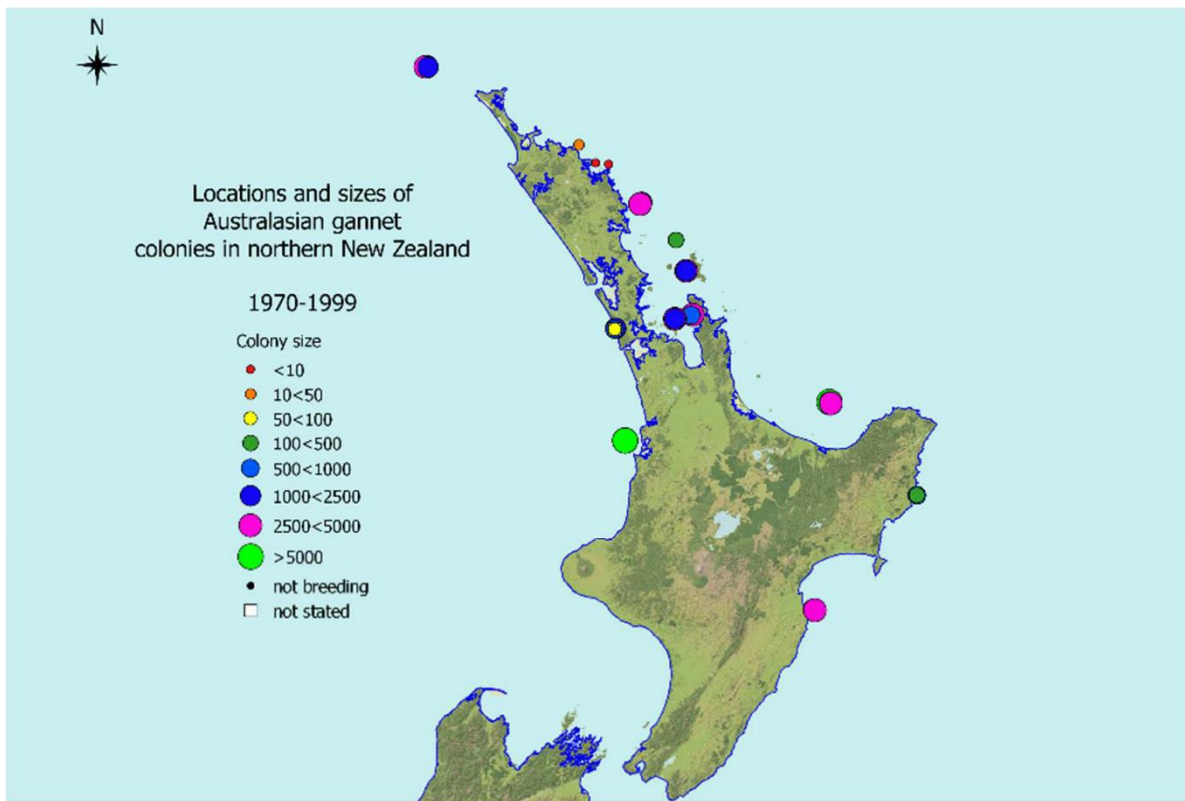 N
Locations and sizes of
Australasian gannet
colonies in northern New Zealand
1970-1999
Colony size
<10
10<50
50<100
100<500
500<1000
1000<2500
2500<5000
>5000
not breeding
not stated